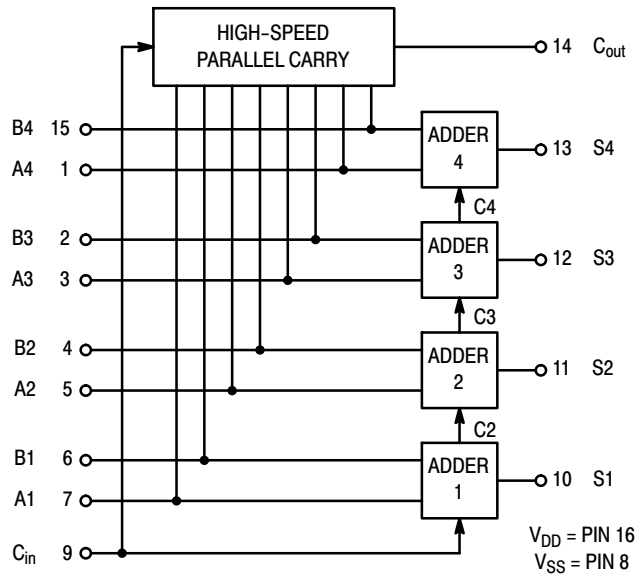 HIGH-SPEED
PARALLEL CARRY
14 Cout
B4 15
A4 1
ADDER
4
13 S4
C4
B3 2
A3 3
ADDER
3
12 S3
C3
B2 4
A2 5
ADDER
2
11 S2
C2
B1 6
A1 7
ADDER
1
10 S1
Cin 9
VDD = PIN 16
VSS = PIN 8